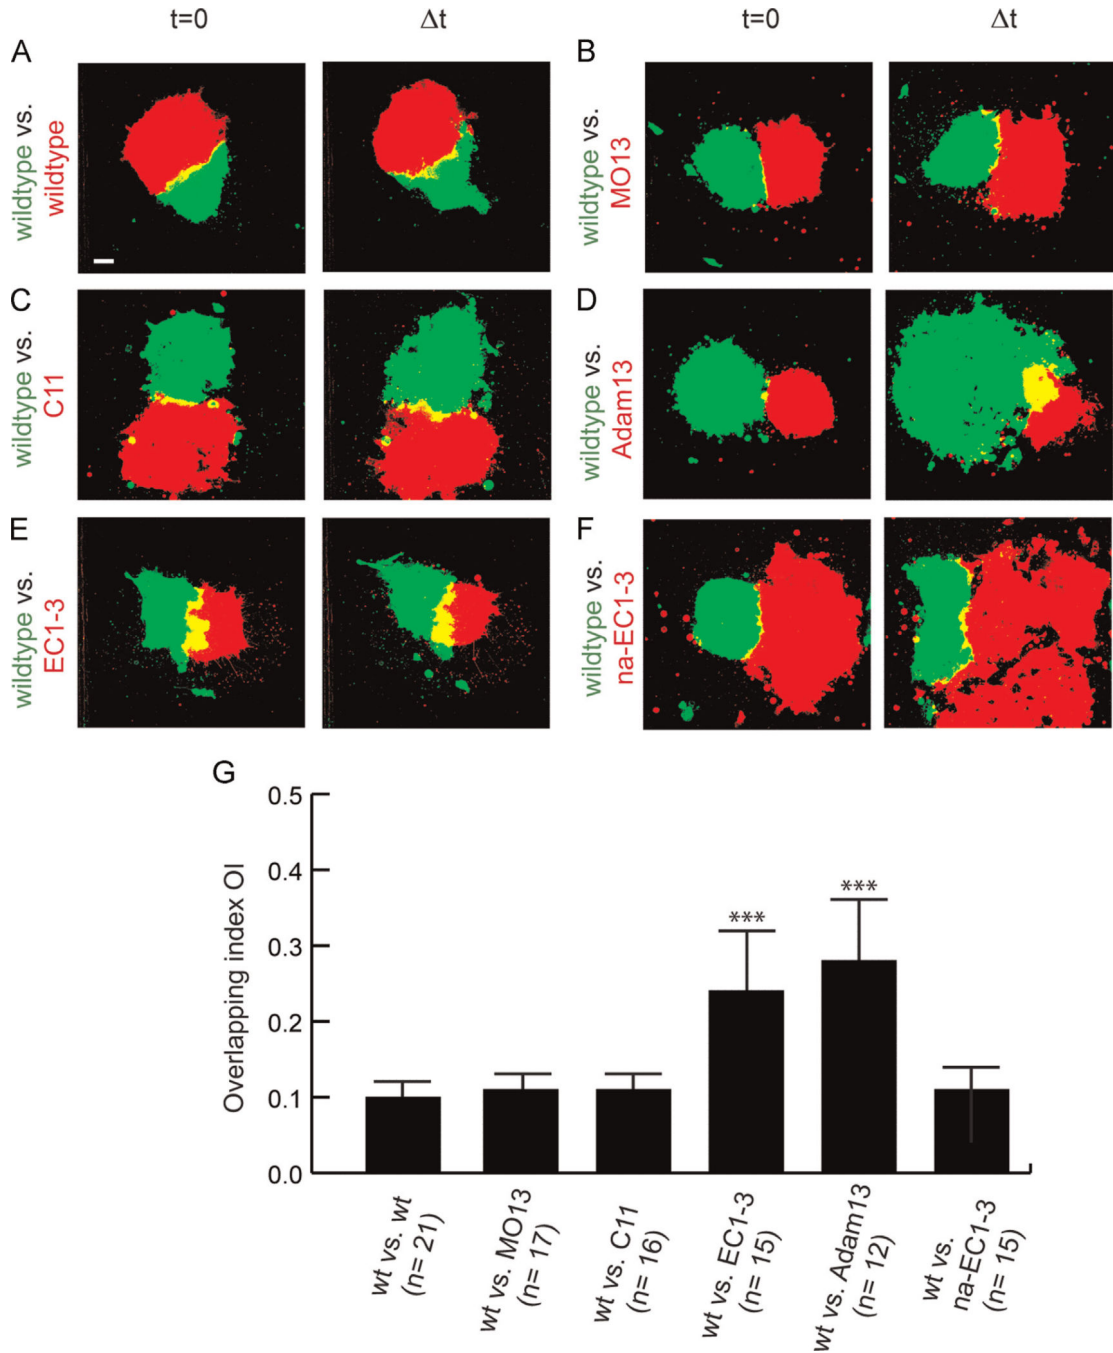 t=0
Δt
t=0
Δt
A
wildtype vs.
wildtype
B
wildtype vs.
MO13
C
wildtype vs.
C11
D
wildtype vs.
Adam13
E
wildtype vs.
EC1-3
F
wildtype vs.
na-EC1-3
G
Overlapping index OI
0.5
0.4
0.3
0.2
0.1
0.0
***
***
wt vs. wt
(n= 21)
wt vs. MO13
(n= 17)
wt vs. C11
(n= 16)
wt vs. EC1-3
(n= 15)
wt vs. Adam13
(n= 12)
wt vs.
na-EC1-3
(n= 15)